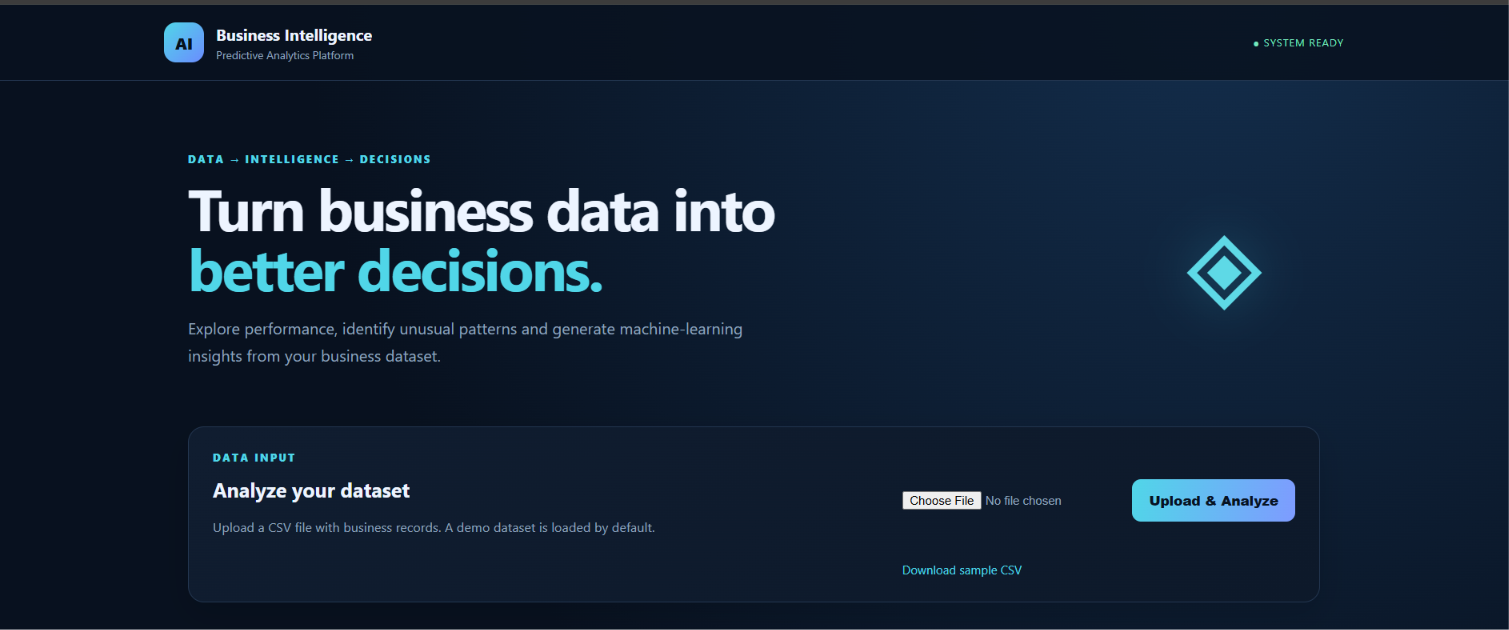 AI
Business Intelligence
Predictive Analytics Platform
● SYSTEM READY
DATA → INTELLIGENCE → DECISIONS
Turn business data into
better decisions.
Explore performance, identify unusual patterns and generate machine-learning
insights from your business dataset.
DATA INPUT
Analyze your dataset
Upload a CSV file with business records. A demo dataset is loaded by default.
Choose File No file chosen
Upload & Analyze
Download sample CSV